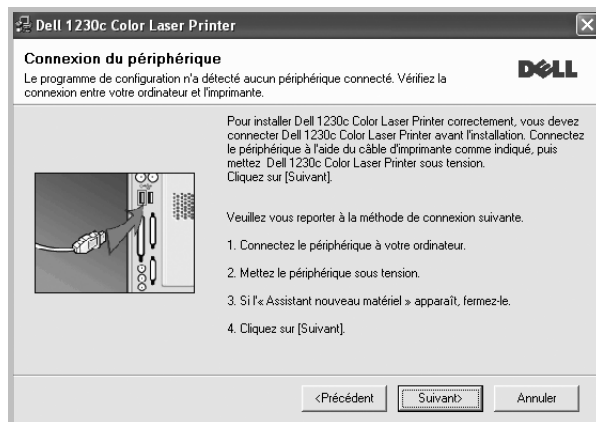 Dell 1230c Color Laser Printer
Connexion du périphérique
Le programme de configuration n'a détecté aucun périphérique connecté. Vérifiez la
connexion entre votre ordinateur et l'imprimante.
DELL
Pour installer Dell 1230c Color Laser Printer correctement, vous devez
connecter Dell 1230c Color Laser Printer avant l'installation. Connectez
le périphérique à l'aide du câble d'imprimante comme indiqué, puis
mettez Dell 1230c Color Laser Printer sous tension.
Cliquez sur [Suivant].
Veuillez vous reporter à la méthode de connexion suivante.
1. Connectez le périphérique à votre ordinateur.
2. Mettez le périphérique sous tension.
3. Si l'« Assistant nouveau matériel » apparaît, fermez-le.
4. Cliquez sur [Suivant].
<Précédent
Suivant>
Annuler